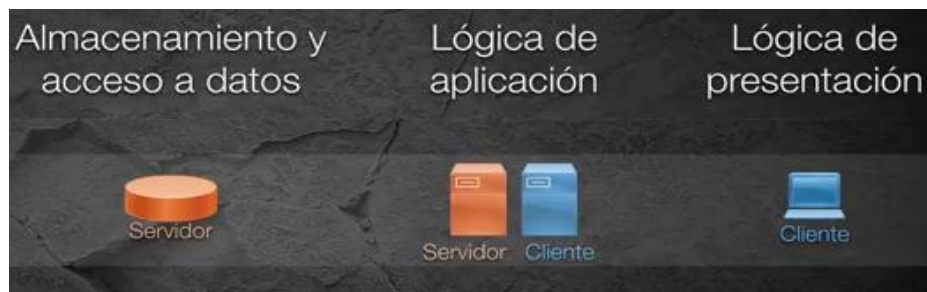 Almacenamiento y
acceso a datos
Lógica de
aplicación
Lógica de
presentación
Servidor
Servidor Cliente
Cliente